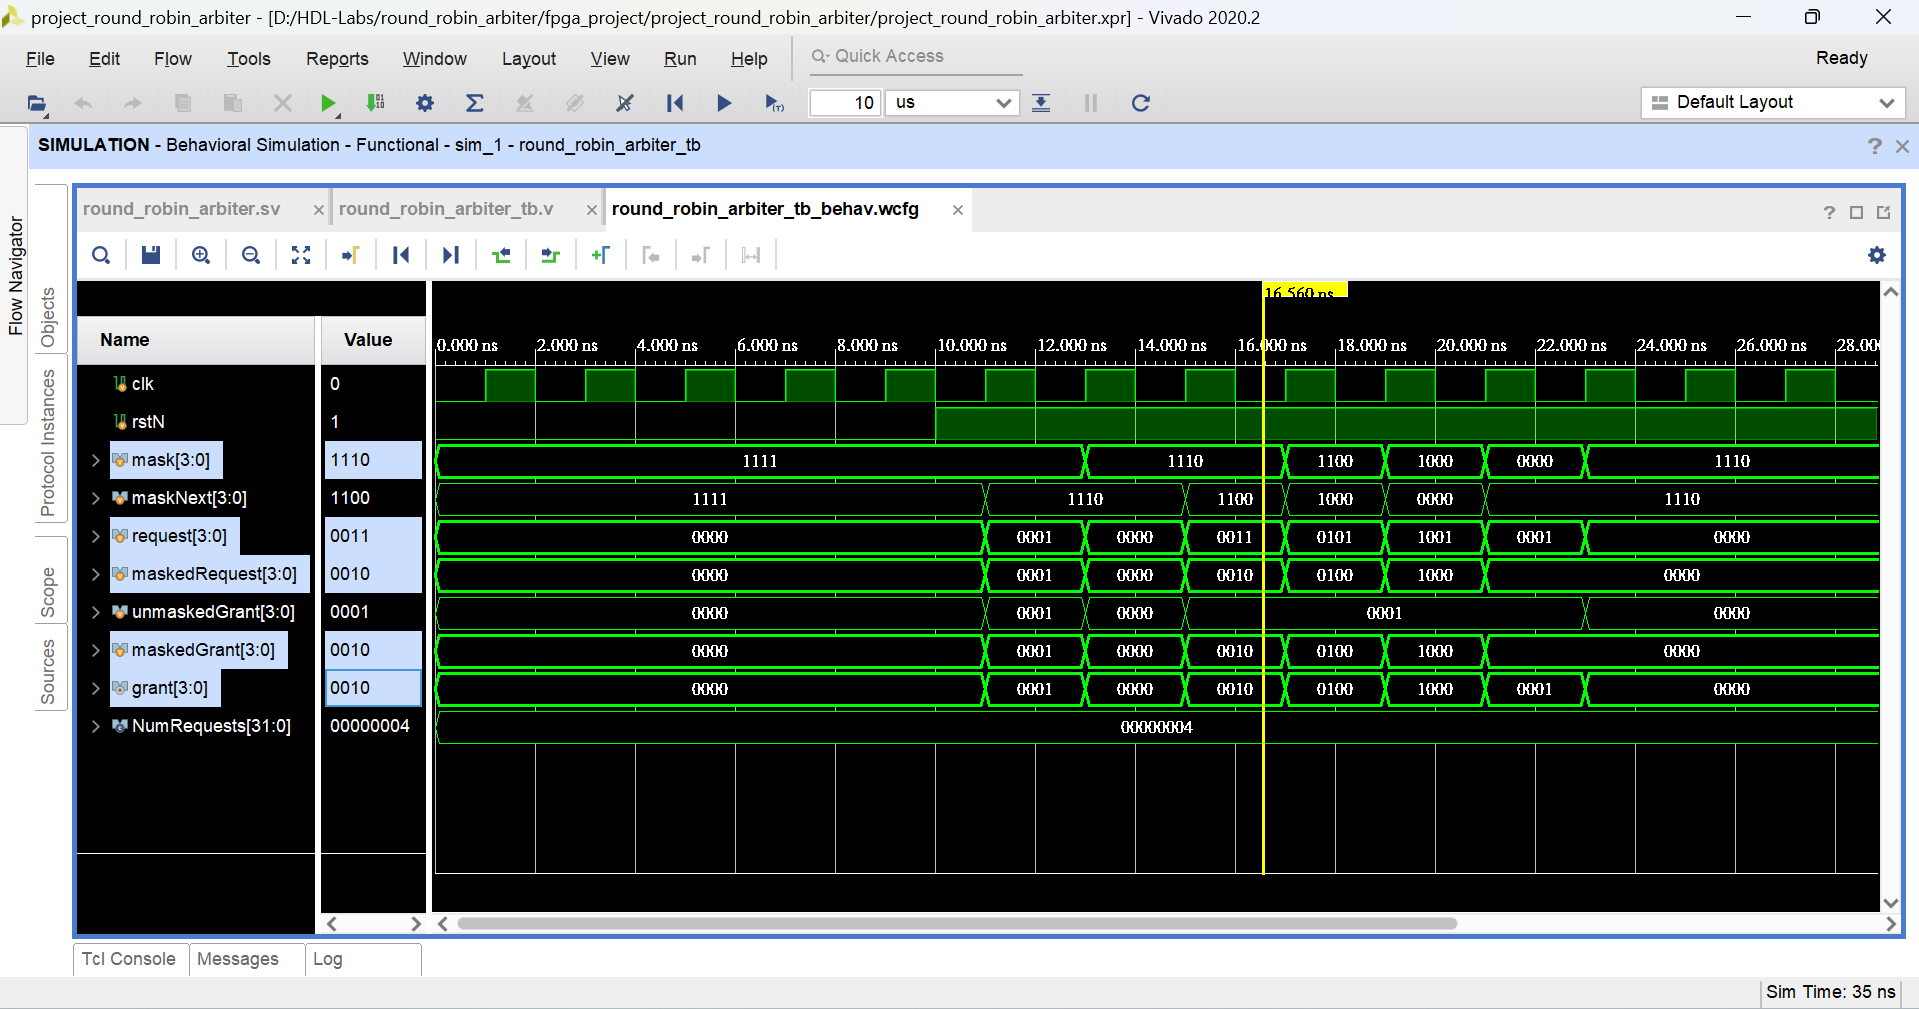 project_round_robin_arbiter - [D:/HDL-Labs/round_robin_arbiter/fpga_project/project_round_robin_arbiter/project_round_robin_arbiter.xpr] - Vivado 2020.2
File Edit Flow Tools Reports Window Layout View Run Help Quick Access Ready
10 us Default Layout
SIMULATION - Behavioral Simulation - Functional - sim_1 - round_robin_arbiter_tb
Flow Navigator
Objects
Protocol Instances
Scope
Sources
round_robin_arbiter.sv round_robin_arbiter_tb.v round_robin_arbiter_tb_behav.wcfg
16.560 ns
Name Value 0.000 ns 2.000 ns 4.000 ns 6.000 ns 8.000 ns 10.000 ns 12.000 ns 14.000 ns 16.000 ns 18.000 ns 20.000 ns 22.000 ns 24.000 ns 26.000 ns 28.00
clk 0
rstN 1
mask[3:0] 1110 1111 1110 1100 1000 0000 1110
maskNext[3:0] 1100 1111 1110 1100 1000 0000 1110
request[3:0] 0011 0000 0001 0000 0011 0101 1001 0001 0000
maskedRequest[3:0] 0010 0000 0001 0000 0010 0100 1000 0000
unmaskedGrant[3:0] 0001 0000 0001 0000 0001 0000
maskedGrant[3:0] 0010 0000 0001 0000 0010 0100 1000 0000
grant[3:0] 0010 0000 0001 0000 0010 0100 1000 0001 0000
NumRequests[31:0] 00000004 00000004
Tcl Console Messages Log
Sim Time: 35 ns